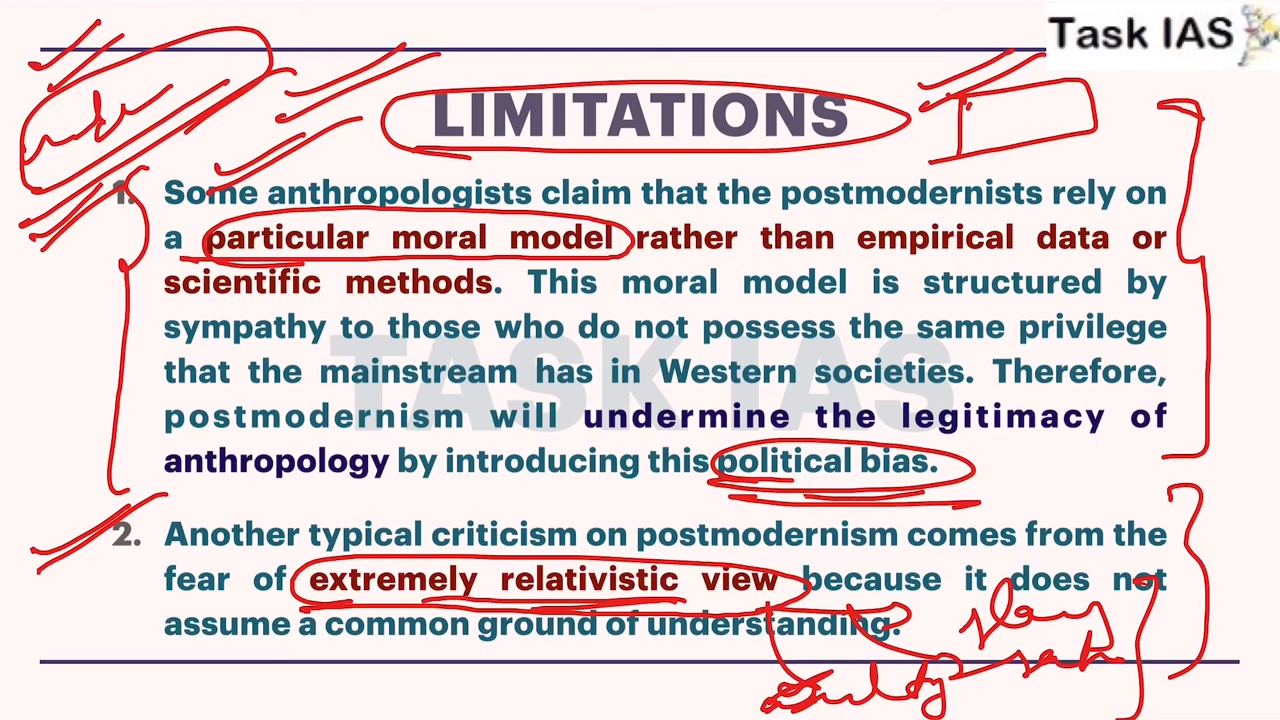 Task IAS
LIMITATIONS
1. Some anthropologists claim that the postmodernists rely on
a particular moral model rather than empirical data or
scientific methods. This moral model is structured by
sympathy to those who do not possess the same privilege
that the mainstream has in Western societies. Therefore,
postmodernism will undermine the legitimacy of
anthropology by introducing this political bias.
2. Another typical criticism on postmodernism comes from the
fear of extremely relativistic view because it does not
assume a common ground of understanding.
TASK IAS